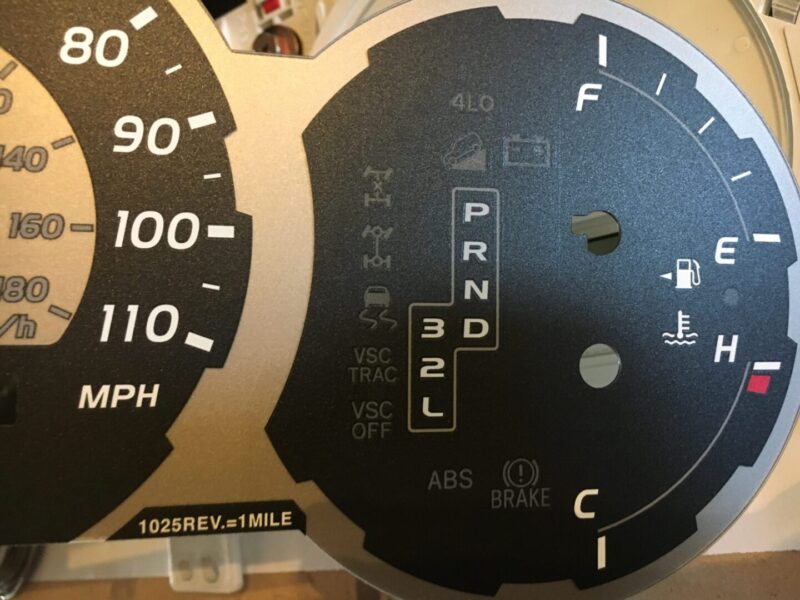 80
90
100
110
MPH
140
160
180
1025REV.=1MILE
4LO
P
R
N
D
3
2
L
VSC
TRAC
VSC
OFF
ABS
BRAKE
F
E
H
C